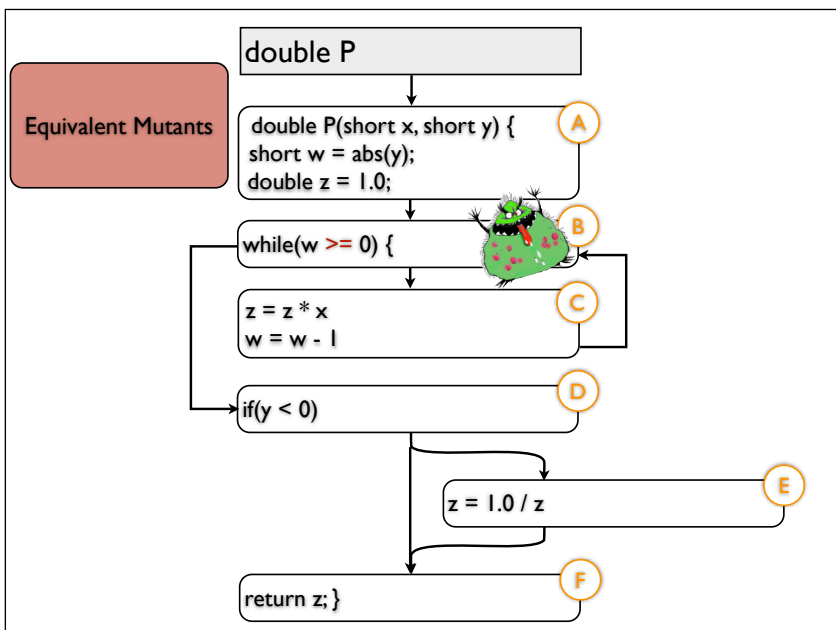 double P
Equivalent Mutants
double P(short x, short y) {
short w = abs(y);
double z = 1.0;
A
while(w >= 0) {
B
z = z * x
w = w - 1
C
if(y < 0)
D
z = 1.0 / z
E
return z; }
F